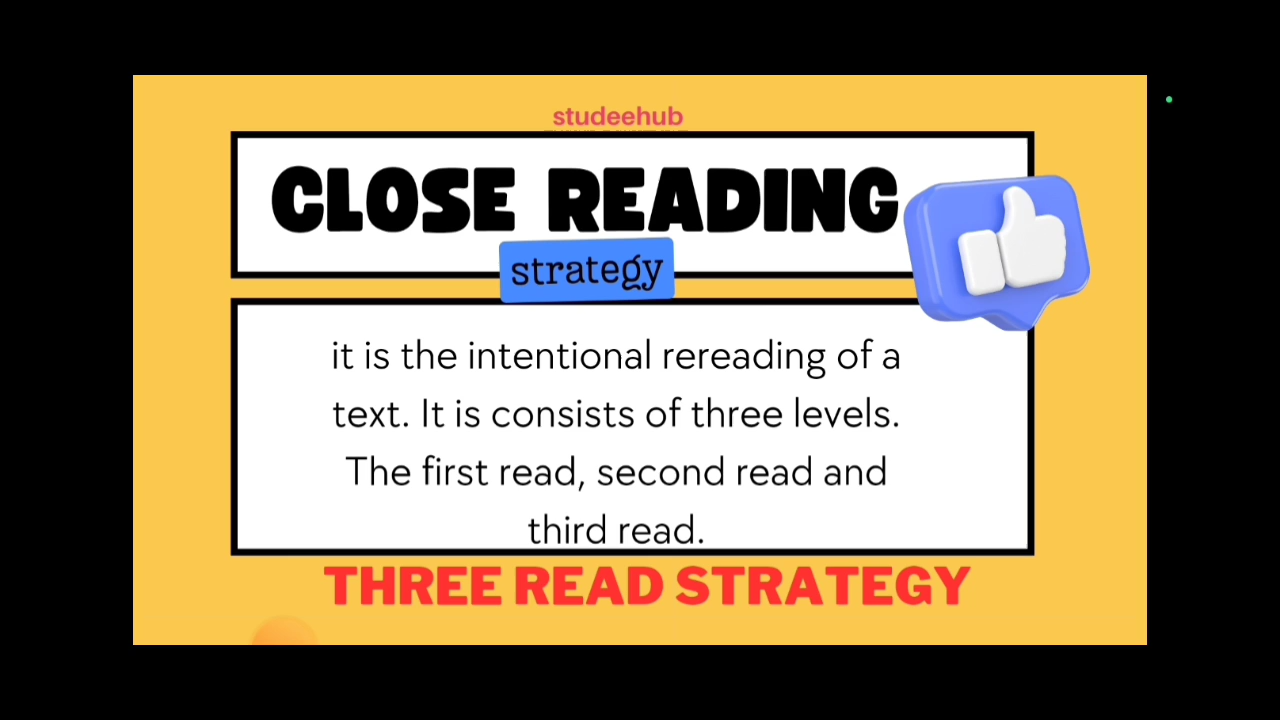 studeehub
CLOSE READING
strategy
it is the intentional rereading of a
text. It is consists of three levels.
The first read, second read and
third read.
THREE READ STRATEGY